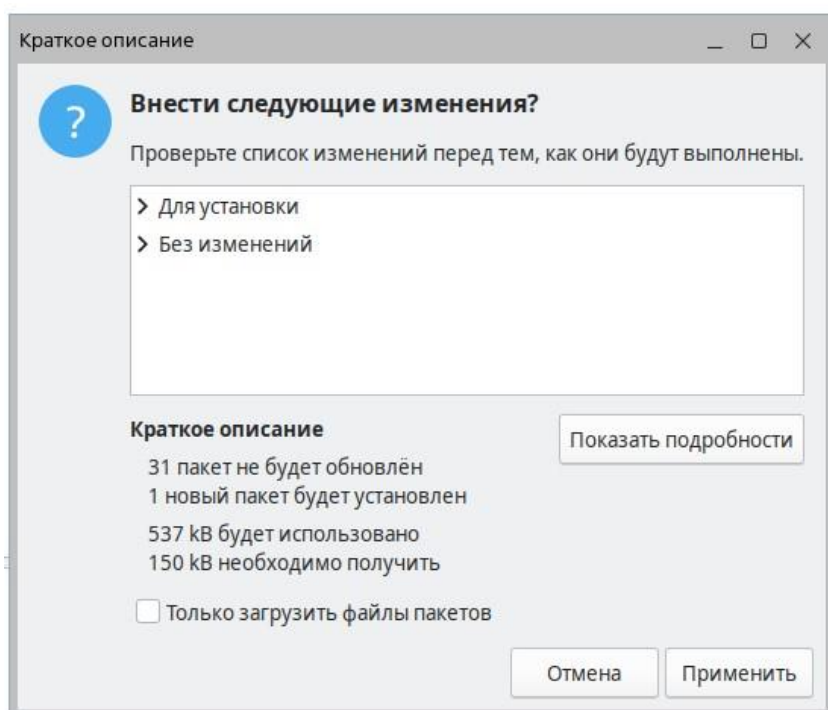 Краткое описание
?
Внести следующие изменения?
Проверьте список изменений перед тем, как они будут выполнены.
Для установки
Без изменений
Краткое описание
Показать подробности
31 пакет не будет обновлён
1 новый пакет будет установлен
537 kB будет использовано
150 kB необходимо получить
Только загрузить файлы пакетов
Отмена
Применить